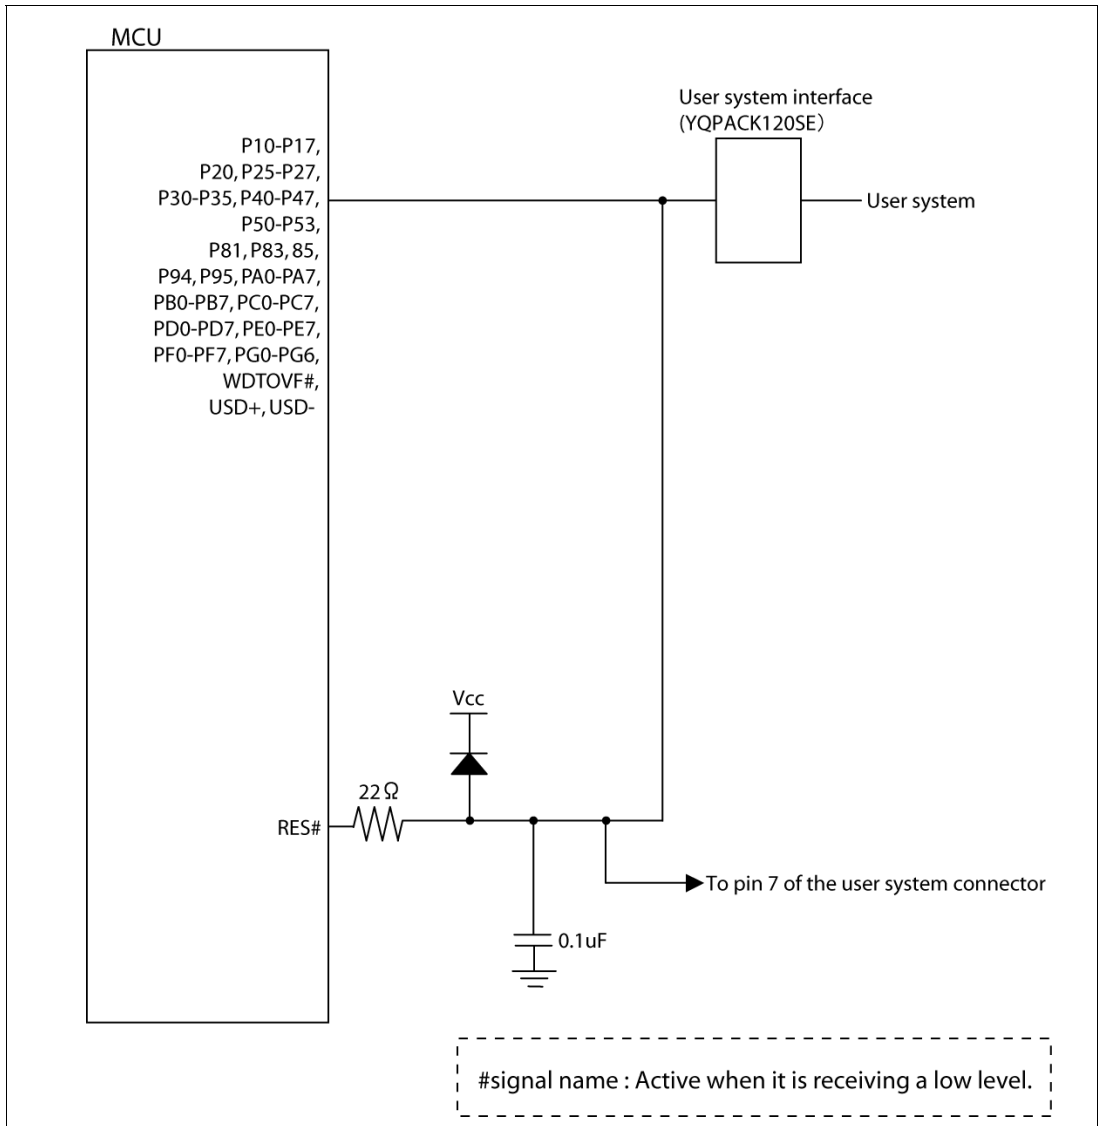 MCU
User system interface
(YQPACK120SE）
P10-P17,
P20, P25-P27,
P30-P35, P40-P47,
User system
P50-P53,
P81, P83, 85,
P94, P95, PA0-PA7,
PB0-PB7, PC0-PC7,
PD0-PD7, PE0-PE7,
PF0-PF7, PG0-PG6,
WDTOVF#,
USD+, USD-
Vcc
22Ω
RES#
To pin 7 of the user system connector
0.1uF
#signal name : Active when it is receiving a low level.